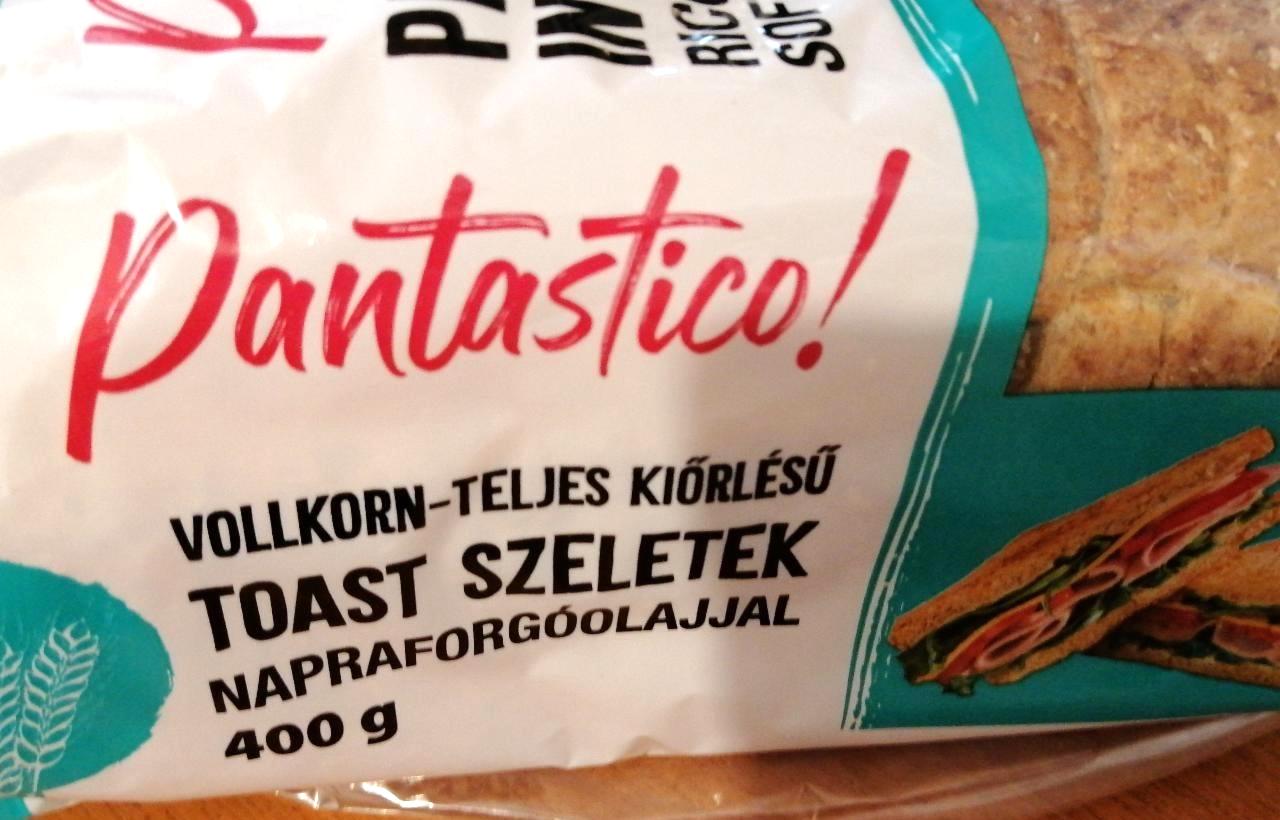 Pantastico!
VOLLKORN-TELJES KIŐRLÉSŰ
TOAST SZELETEK
NAPRAFORGÓOLAJJAL
400 g